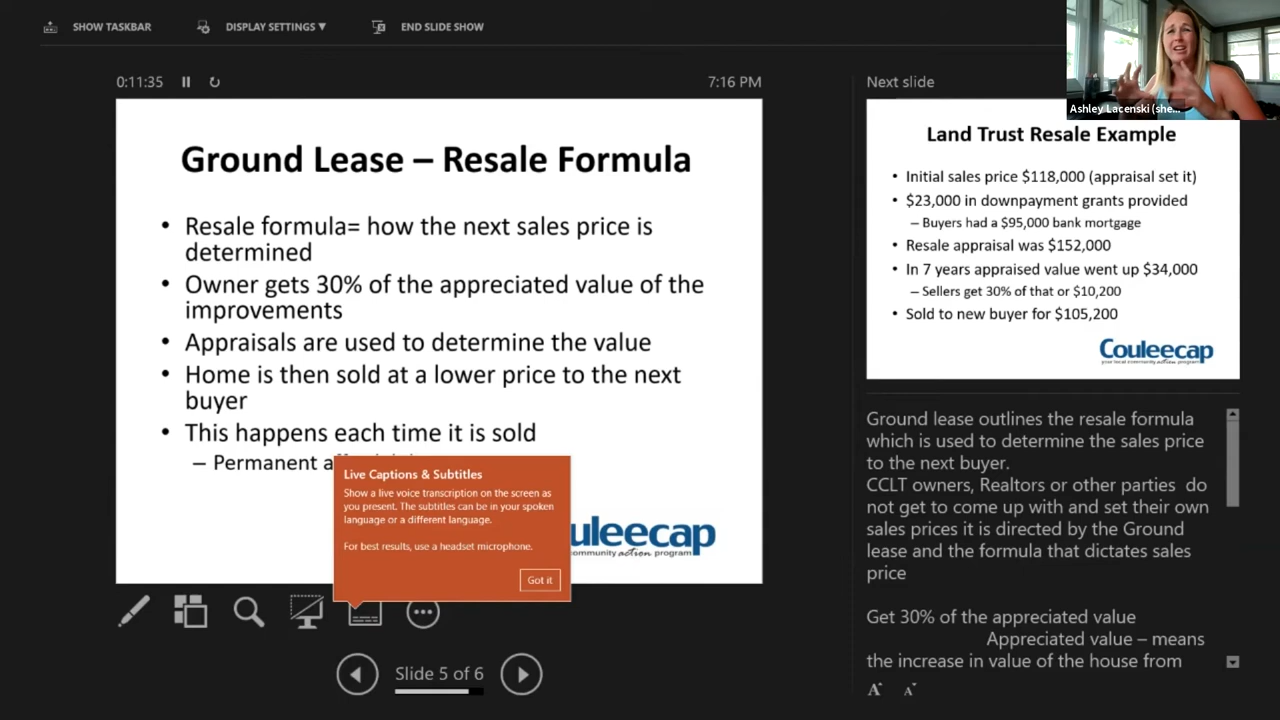 SHOW TASKBAR
DISPLAY SETTINGS ▼
END SLIDE SHOW
0:11:35
7:16 PM
Ground Lease – Resale Formula
• Resale formula= how the next sales price is
determined
• Owner gets 30% of the appreciated value of the
improvements
• Appraisals are used to determine the value
• Home is then sold at a lower price to the next
buyer
• This happens each time it is sold
– Permanent
Live Captions & Subtitles
Show a live voice transcription on the screen as
you present. The subtitles can be in your spoken
language or a different language.
For best results, use a headset microphone.
Got it
uleecap
community action program
Slide 5 of 6
Next slide
Ashley Lacenski (she...
Land Trust Resale Example
• Initial sales price $118,000 (appraisal set it)
• $23,000 in downpayment grants provided
– Buyers had a $95,000 bank mortgage
• Resale appraisal was $152,000
• In 7 years appraised value went up $34,000
– Sellers get 30% of that or $10,200
• Sold to new buyer for $105,200
Couleecap
your local community action program
Ground lease outlines the resale formula
which is used to determine the sales price
to the next buyer.
CCLT owners, Realtors or other parties do
not get to come up with and set their own
sales prices it is directed by the Ground
lease and the formula that dictates sales
price
Get 30% of the appreciated value
Appreciated value – means
the increase in value of the house from
A A